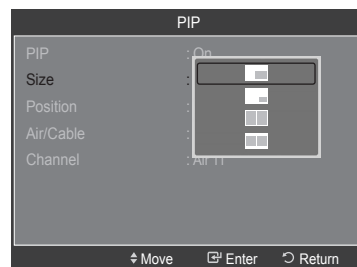 PIP
PIP : On
Size :
Position :
Air/Cable :
Channel : Air 11
Move Enter Return